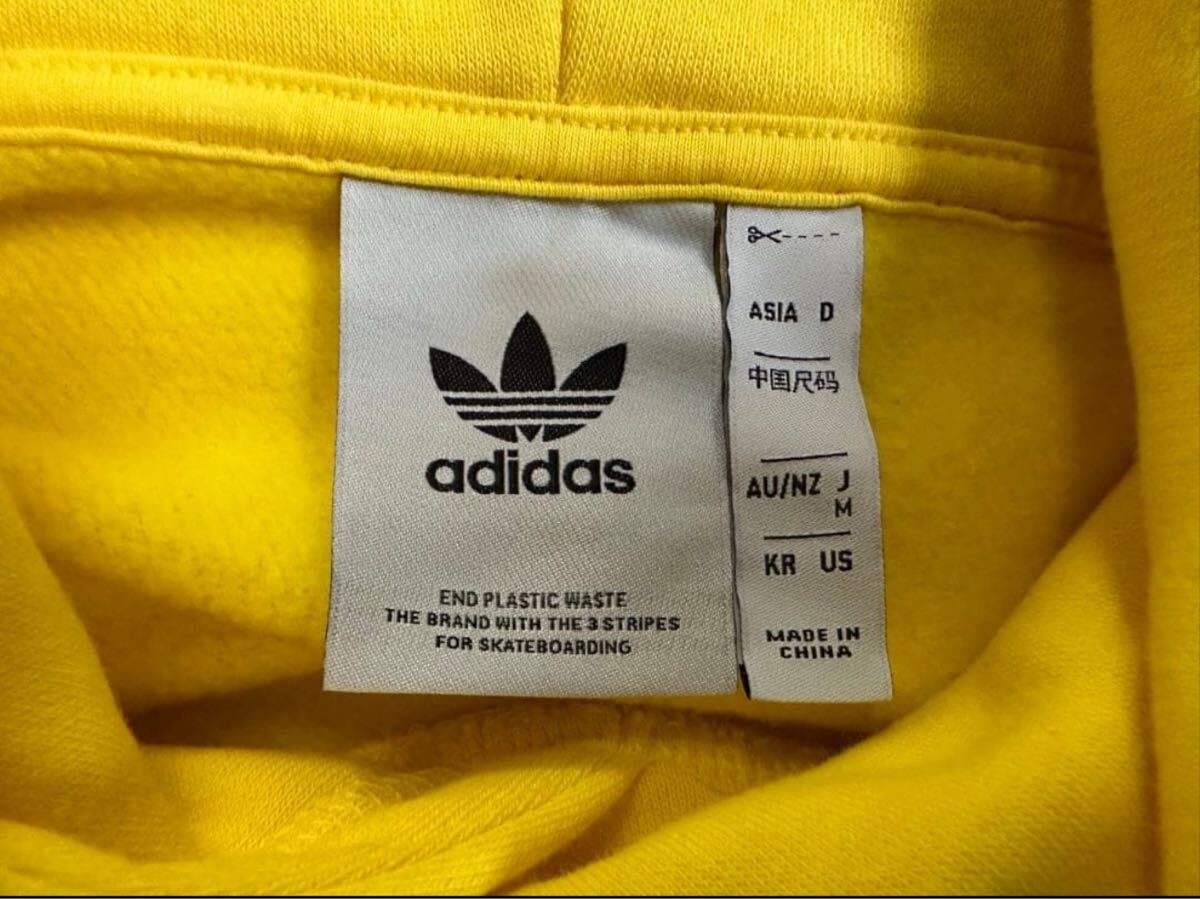 adidas
END PLASTIC WASTE
THE BRAND WITH THE 3 STRIPES
FOR SKATEBOARDING
ASIA D
中国尺码
AU/NZ J
M
KR US
MADE IN
CHINA